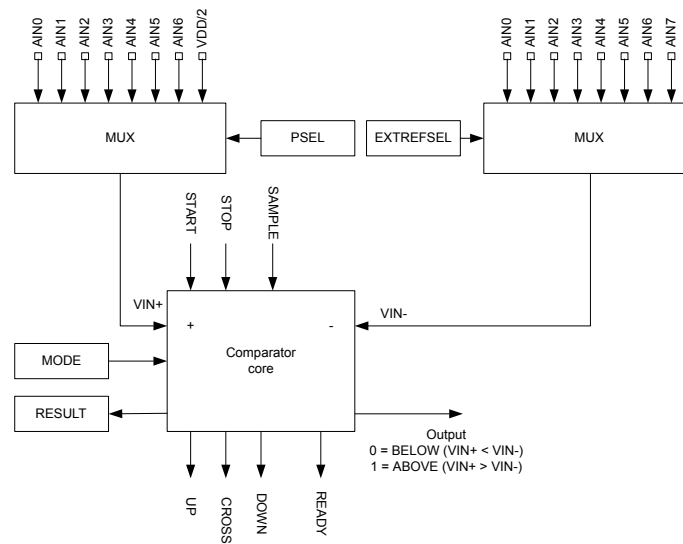 AIN0
AIN1
AIN2
AIN3
AIN4
AIN5
AIN6
VDD/2
AIN0
AIN1
AIN2
AIN3
AIN4
AIN5
AIN6
AIN7
MUX
PSEL
EXTREFSEL
MUX
START
STOP
SAMPLE
VIN+
VIN-
+
-
Comparator
core
MODE
RESULT
Output
0 = BELOW (VIN+ < VIN-)
1 = ABOVE (VIN+ > VIN-)
UP
CROSS
DOWN
READY